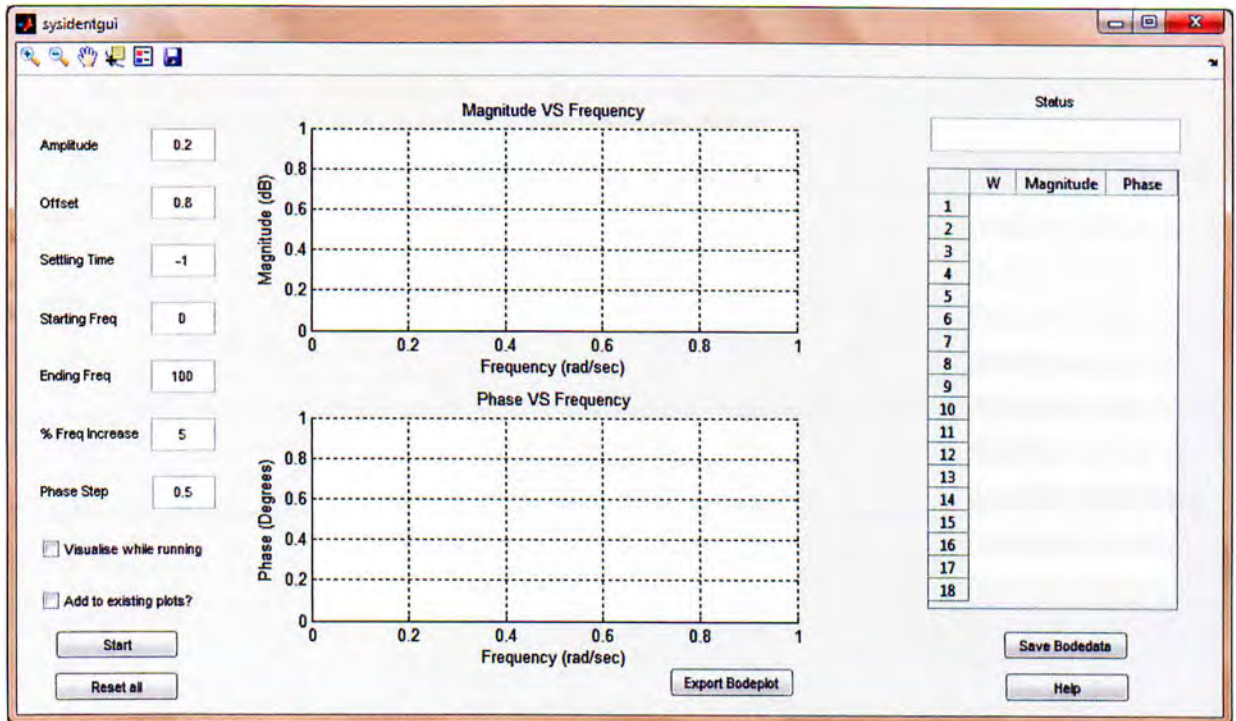 sysidentgui
Amplitude 0.2
Offset 0.8
Settling Time -1
Starting Freq 0
Ending Freq 100
% Freq Increase 5
Phase Step 0.5
Visualise while running
Add to existing plots?
Start
Reset all
Magnitude VS Frequency
Magnitude (dB)
1
0.8
0.6
0.4
0.2
0
0 0.2 0.4 0.6 0.8 1
Frequency (rad/sec)
Phase VS Frequency
Phase (Degrees)
1
0.8
0.6
0.4
0.2
0
0 0.2 0.4 0.6 0.8 1
Frequency (rad/sec)
Export Bodeplot
Status
W Magnitude Phase
1
2
3
4
5
6
7
8
9
10
11
12
13
14
15
16
17
18
Save Bodedata
Help